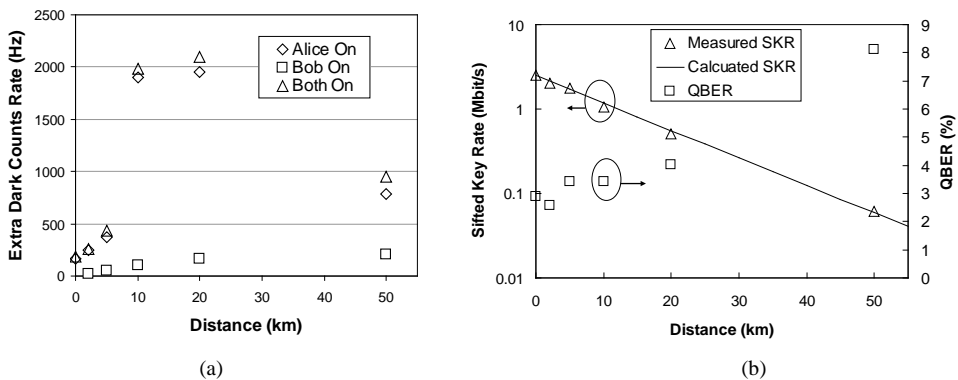 2500
2000
1500
1000
500
0
Extra Dark Counts Rate (Hz)
Alice On
Bob On
Both On
0 10 20 30 40 50
Distance (km)
(a)
10
1
0.1
0.01
Sifted Key Rate (Mbit/s)
Measured SKR
Calcuated SKR
QBER
9
8
7
6
5
4
3
2
1
0
QBER (%)
0 10 20 30 40 50
Distance (km)
(b)